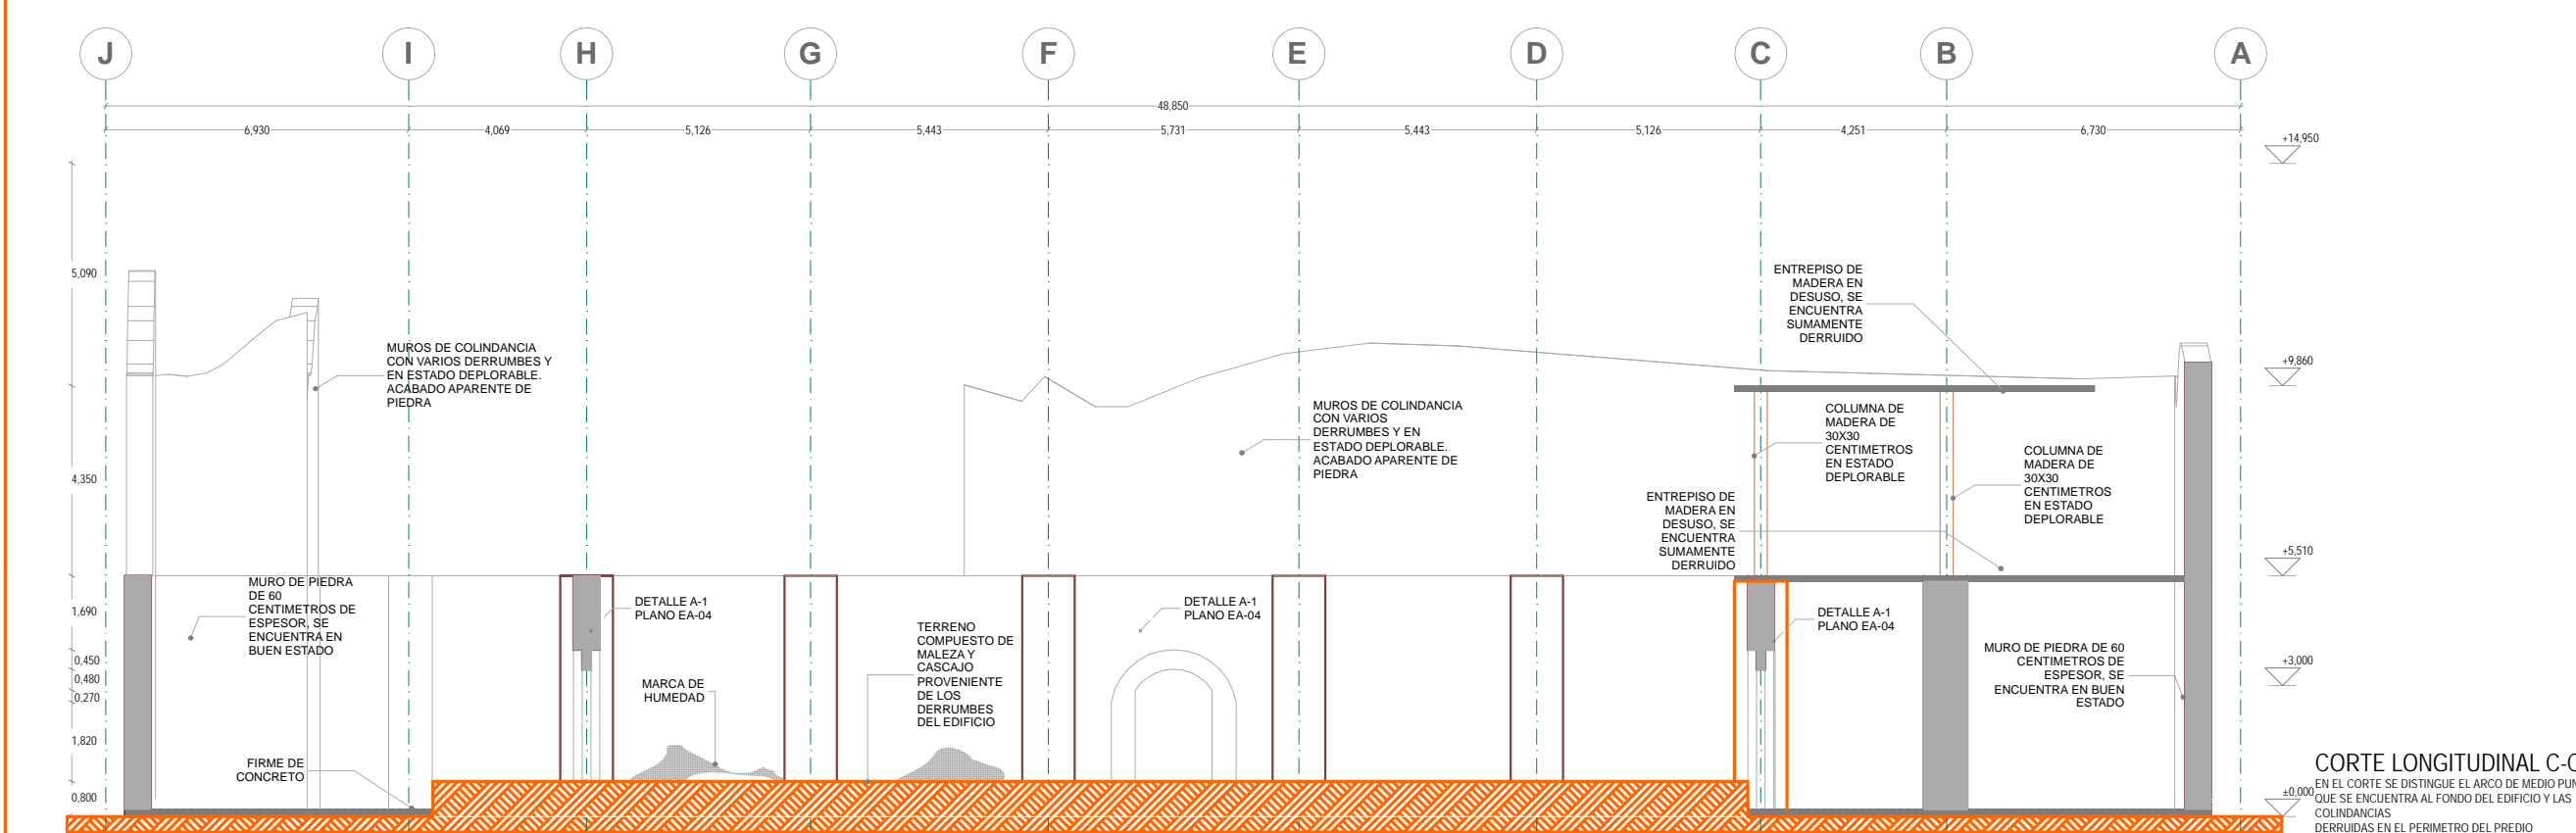 J I H G F E D C B A
48,850
6,930 4,069 5,126 5,443 5,731 5,443 5,126 4,251 6,730
+14,950
5,090
ENTREPISO DE
MADERA EN
DESUSO, SE
ENCUENTRA
SUMAMENTE
DERRUIDO
MUROS DE COLINDANCIA
CON VARIOS DERRUMBES Y
EN ESTADO DEPLORABLE.
ACABADO APARENTE DE
PIEDRA
+9,860
MUROS DE COLINDANCIA
CON VARIOS
DERRUMBES Y EN
ESTADO DEPLORABLE.
ACABADO APARENTE DE
PIEDRA
COLUMNA DE
MADERA DE
30X30
CENTIMETROS
EN ESTADO
DEPLORABLE
COLUMNA DE
MADERA DE
30X30
CENTIMETROS
EN ESTADO
DEPLORABLE
4,350
ENTREPISO DE
MADERA EN
DESUSO, SE
ENCUENTRA
SUMAMENTE
DERRUIDO
+5,510
MURO DE PIEDRA
DE 60
CENTIMETROS DE
ESPESOR, SE
ENCUENTRA EN
BUEN ESTADO
DETALLE A-1
PLANO EA-04
DETALLE A-1
PLANO EA-04
DETALLE A-1
PLANO EA-04
1,690
TERRENO
COMPUESTO DE
MALEZA Y
CASCAJO
PROVENIENTE
DE LOS
DERRUMBES
DEL EDIFICIO
MURO DE PIEDRA DE 60
CENTIMETROS DE
ESPESOR, SE
ENCUENTRA EN BUEN
ESTADO
0,450
+3,000
0,480
MARCA DE
HUMEDAD
0,270
1,820
FIRME DE
CONCRETO
0,800
±0,000
CORTE LONGITUDINAL C-C
EN EL CORTE SE DISTINGUE EL ARCO DE MEDIO PUN
QUE SE ENCUENTRA AL FONDO DEL EDIFICIO Y LAS
COLINDANCIAS
DERRUIDAS EN EL PERIMETRO DEL PREDIO